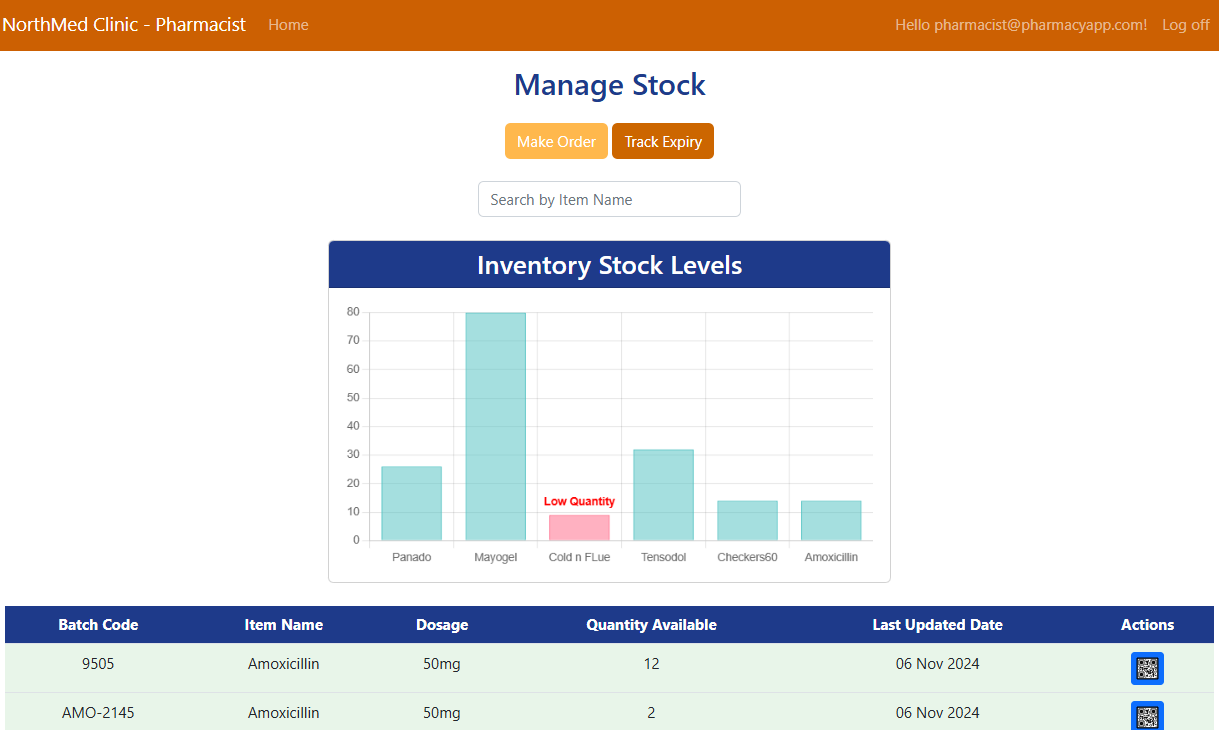 NorthMed Clinic - Pharmacist Home Hello pharmacist@pharmacyapp.com! Log off
Manage Stock
Make Order Track Expiry
Search by Item Name
Inventory Stock Levels
80
70
60
50
40
30
20
Low Quantity
10
0
Panado Mayogel Cold n FLue Tensodol Checkers60 Amoxicillin
Batch Code Item Name Dosage Quantity Available Last Updated Date Actions
9505 Amoxicillin 50mg 12 06 Nov 2024
AMO-2145 Amoxicillin 50mg 2 06 Nov 2024